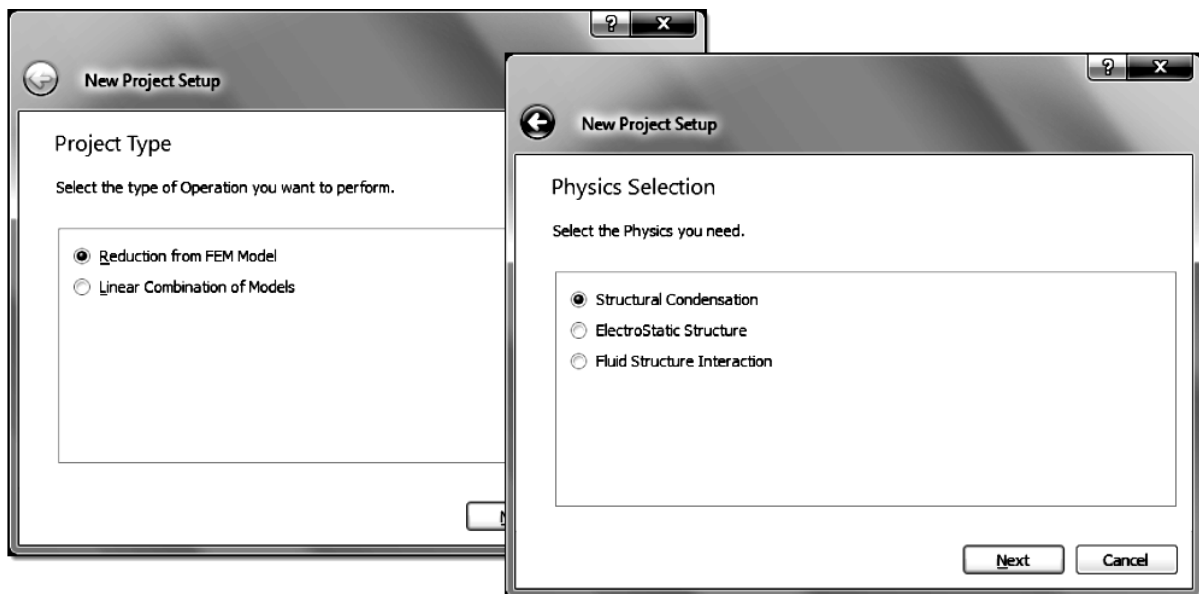 New Project Setup
Project Type
Select the type of Operation you want to perform.
Reduction from FEM Model
Linear Combination of Models
?
X
New Project Setup
Physics Selection
Select the Physics you need.
Structural Condensation
ElectroStatic Structure
Fluid Structure Interaction
Next
Cancel